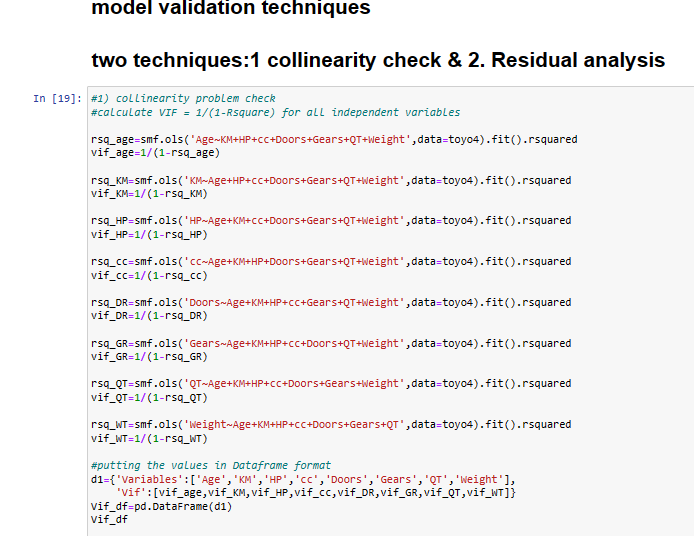 model validation techniques
two techniques:1 collinearity check & 2. Residual analysis
In [19]: #1) collinearity problem check
#calculate VIF = 1/(1-Rsquare) for all independent variables
rsq_age=smf.ols('Age~KM+HP+cc+Doors+Gears+QT+Weight',data=toyo4).fit().rsquared
vif_age=1/(1-rsq_age)
rsq_KM=smf.ols('KM~Age+HP+cc+Doors+Gears+QT+Weight',data=toyo4).fit().rsquared
vif_KM=1/(1-rsq_KM)
rsq_HP=smf.ols('HP~Age+KM+cc+Doors+Gears+QT+Weight',data=toyo4).fit().rsquared
vif_HP=1/(1-rsq_HP)
rsq_cc=smf.ols('cc~Age+KM+HP+Doors+Gears+QT+Weight',data=toyo4).fit().rsquared
vif_cc=1/(1-rsq_cc)
rsq_DR=smf.ols('Doors~Age+KM+HP+cc+Gears+QT+Weight',data=toyo4).fit().rsquared
vif_DR=1/(1-rsq_DR)
rsq_GR=smf.ols('Gears~Age+KM+HP+cc+Doors+QT+Weight',data=toyo4).fit().rsquared
vif_GR=1/(1-rsq_GR)
rsq_QT=smf.ols('QT~Age+KM+HP+cc+Doors+Gears+Weight',data=toyo4).fit().rsquared
vif_QT=1/(1-rsq_QT)
rsq_WT=smf.ols('Weight~Age+KM+HP+cc+Doors+Gears+QT',data=toyo4).fit().rsquared
vif_WT=1/(1-rsq_WT)
#putting the values in Dataframe format
d1={'Variables':['Age','KM','HP','cc','Doors','Gears','QT','Weight'],
'Vif':[vif_age,vif_KM,vif_HP,vif_cc,vif_DR,vif_GR,vif_QT,vif_WT]}
Vif_df=pd.DataFrame(d1)
Vif_df